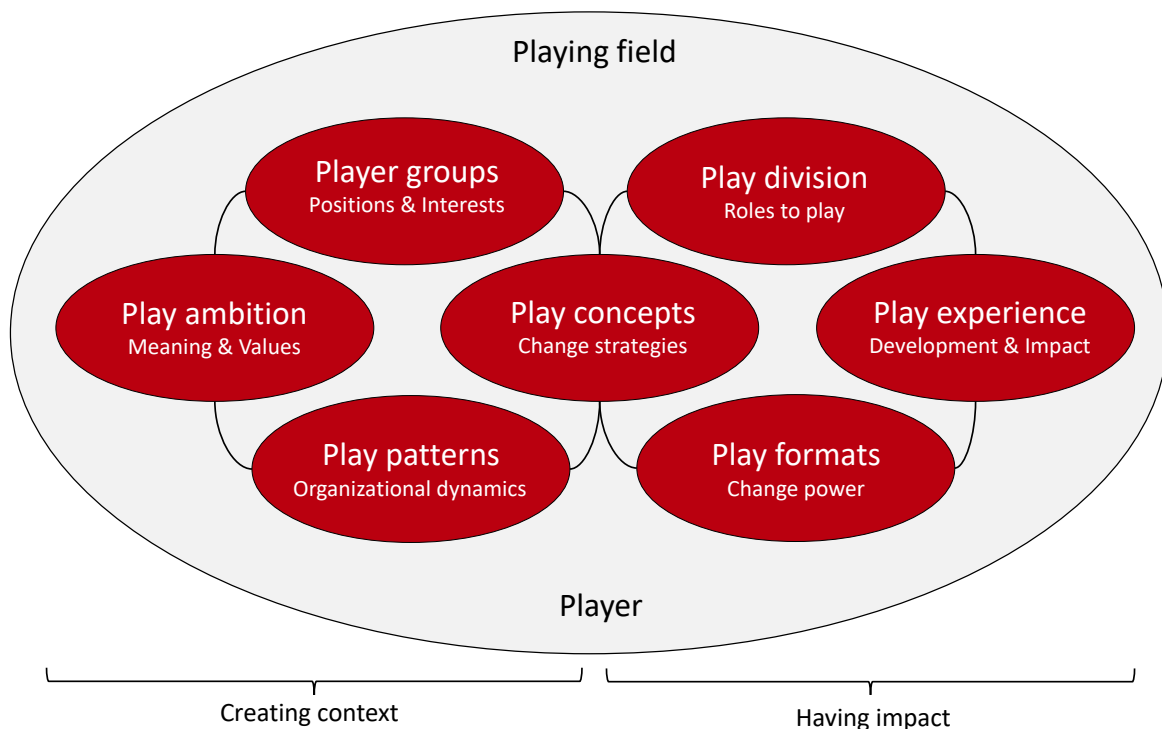 Playing field
Player groups
Positions & Interests
Play division
Roles to play
Play ambition
Meaning & Values
Play concepts
Change strategies
Play experience
Development & Impact
Play patterns
Organizational dynamics
Play formats
Change power
Player
Creating context
Having impact